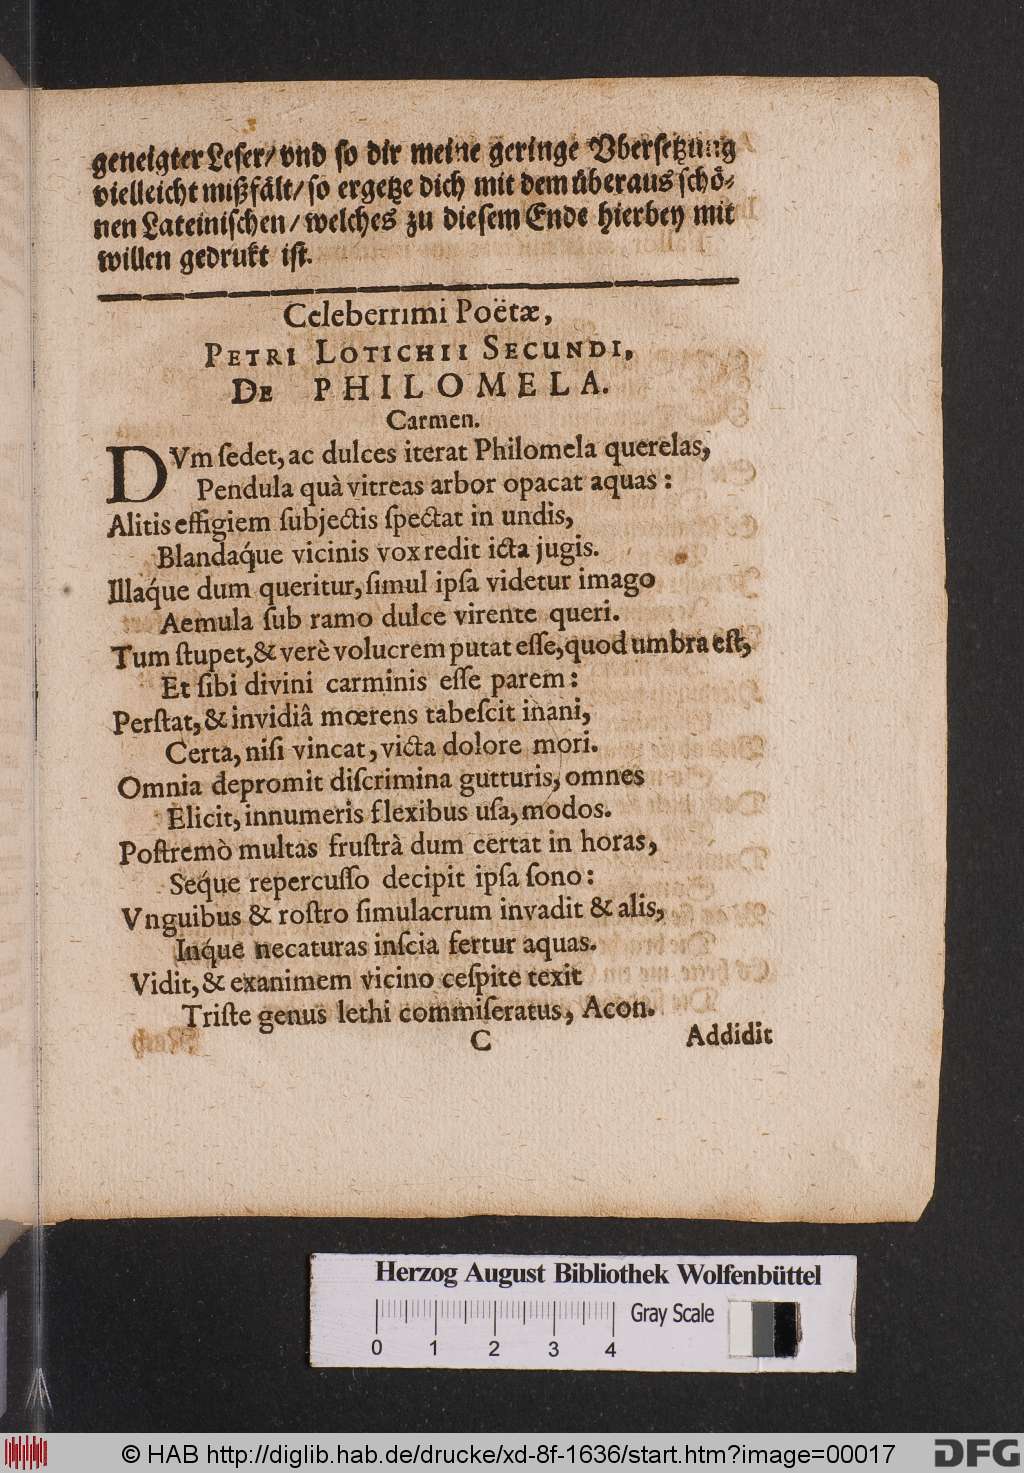 geneigter Leser/ vnd so dir meine geringe Vbersetzung
vielleicht mißfält/ so ergetze dich mit dem überaus schö⸗
nen Lateinischen/ welches zu diesem Ende hierbey mit
willen gedrukt ist.
Celeberrimi Poëtæ,
PETRI LOTICHII SECUNDI,
DE PHILOMELA.
Carmen.
DVm ſedet, ac dulces iterat Philomela querelas,
Pendula quà vitreas arbor opacat aquas:
Alitis effigiem ſubjectis ſpectat in undis,
Blandaq́ue vicinis vox redit icta jugis.
Illaq́ue dum queritur, ſimul ipſa videtur imago
Aemula ſub ramo dulce virente queri.
Tum ſtupet, & verè volucrem putat eſſe, quod umbra eſt,
Et ſibi divini carminis eſſe parem:
Perſtat, & invidiâ mœrens tabeſcit inani,
Certa, niſi vincat, victa dolore mori.
Omnia depromit diſcrimina gutturis, omnes
Elicit, innumeris flexibus uſa, modos.
Poſtremò multas fruſtrà dum certat in horas,
Seq́ue repercuſſo decipit ipſa ſono:
Vnguibus & roſtro ſimulacrum invadit & alis,
Inq́ue necaturas inſcia fertur aquas.
Vidit, & exanimem vicino ceſpite texit
Triſte genus lethi commiſeratus, Acon.
C Addidit
Herzog August Bibliothek Wolfenbüttel
Gray Scale
0 1 2 3 4
© HAB http://diglib.hab.de/drucke/xd-8f-1636/start.htm?image=00017
DFG